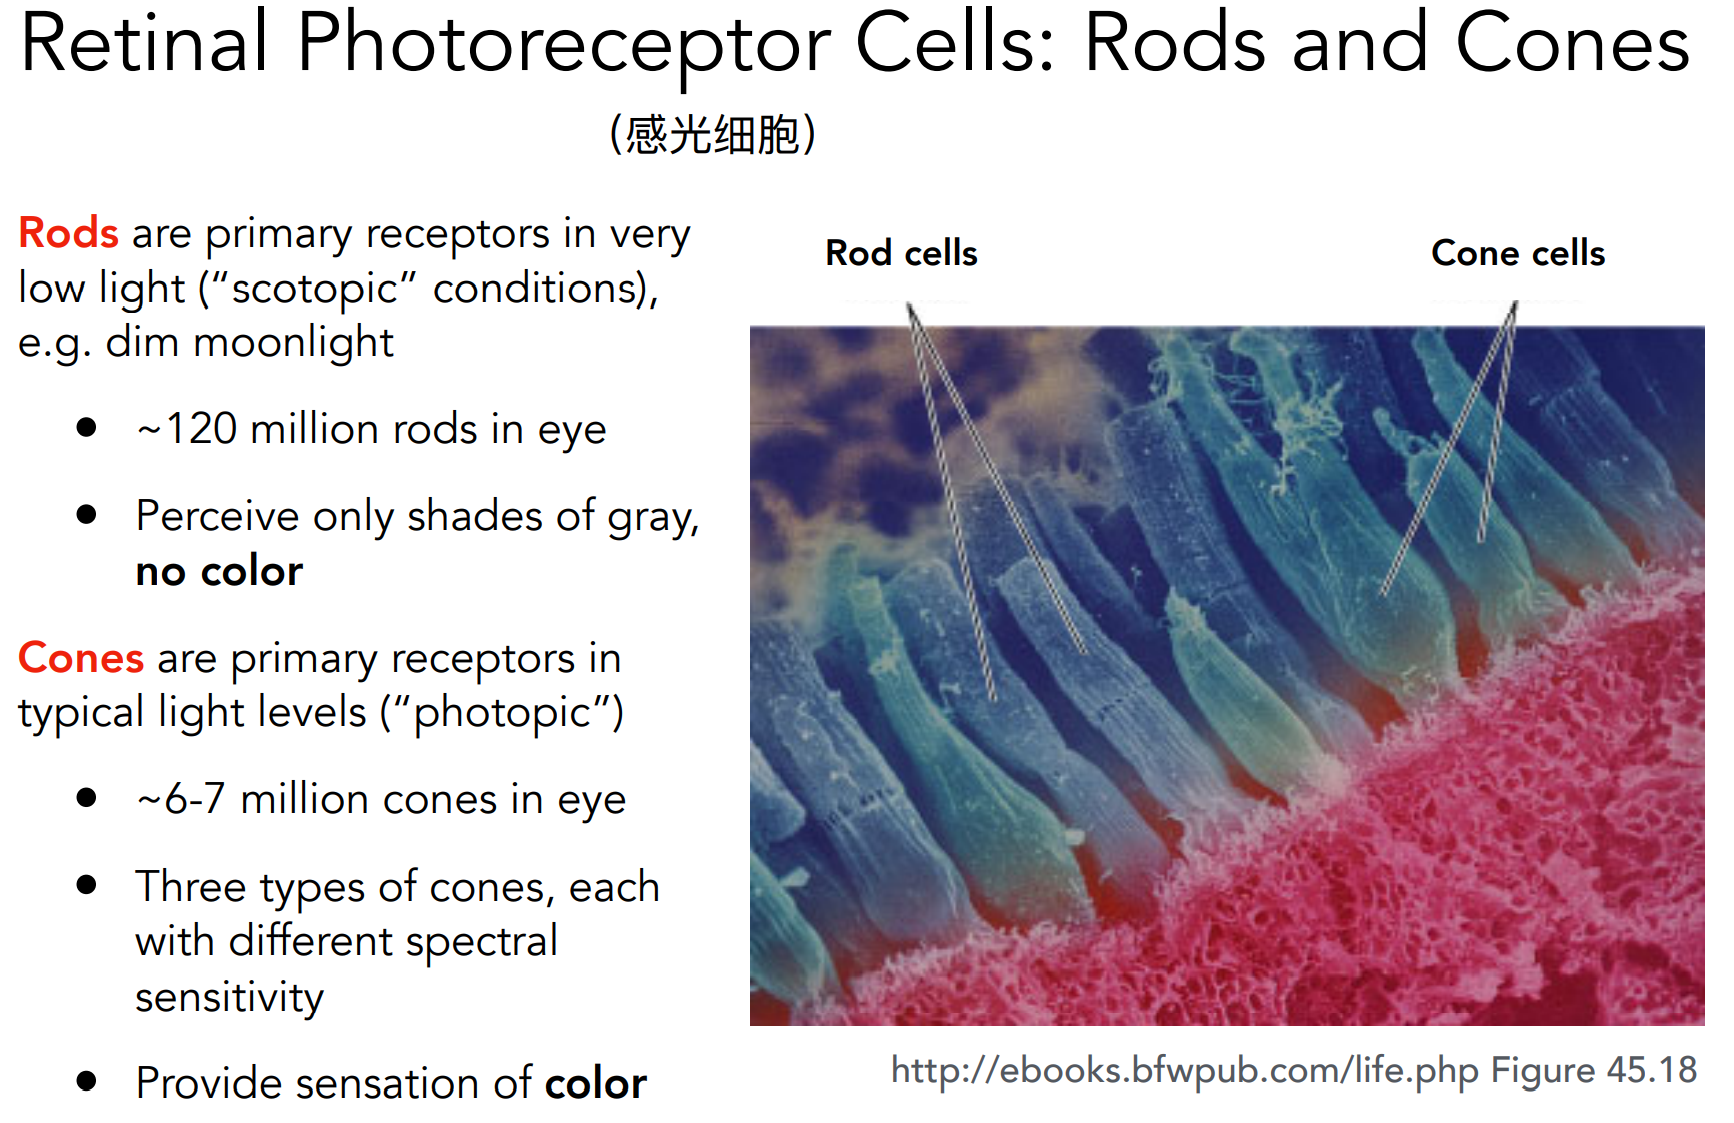 Retinal Photoreceptor Cells: Rods and Cones
(感光细胞)
Rods are primary receptors in very
low light (“scotopic” conditions),
e.g. dim moonlight
● ~120 million rods in eye
● Perceive only shades of gray,
no color
Cones are primary receptors in
typical light levels (“photopic”)
● ~6-7 million cones in eye
● Three types of cones, each
with different spectral
sensitivity
● Provide sensation of color
Rod cells
Cone cells
http://ebooks.bfwpub.com/life.php Figure 45.18